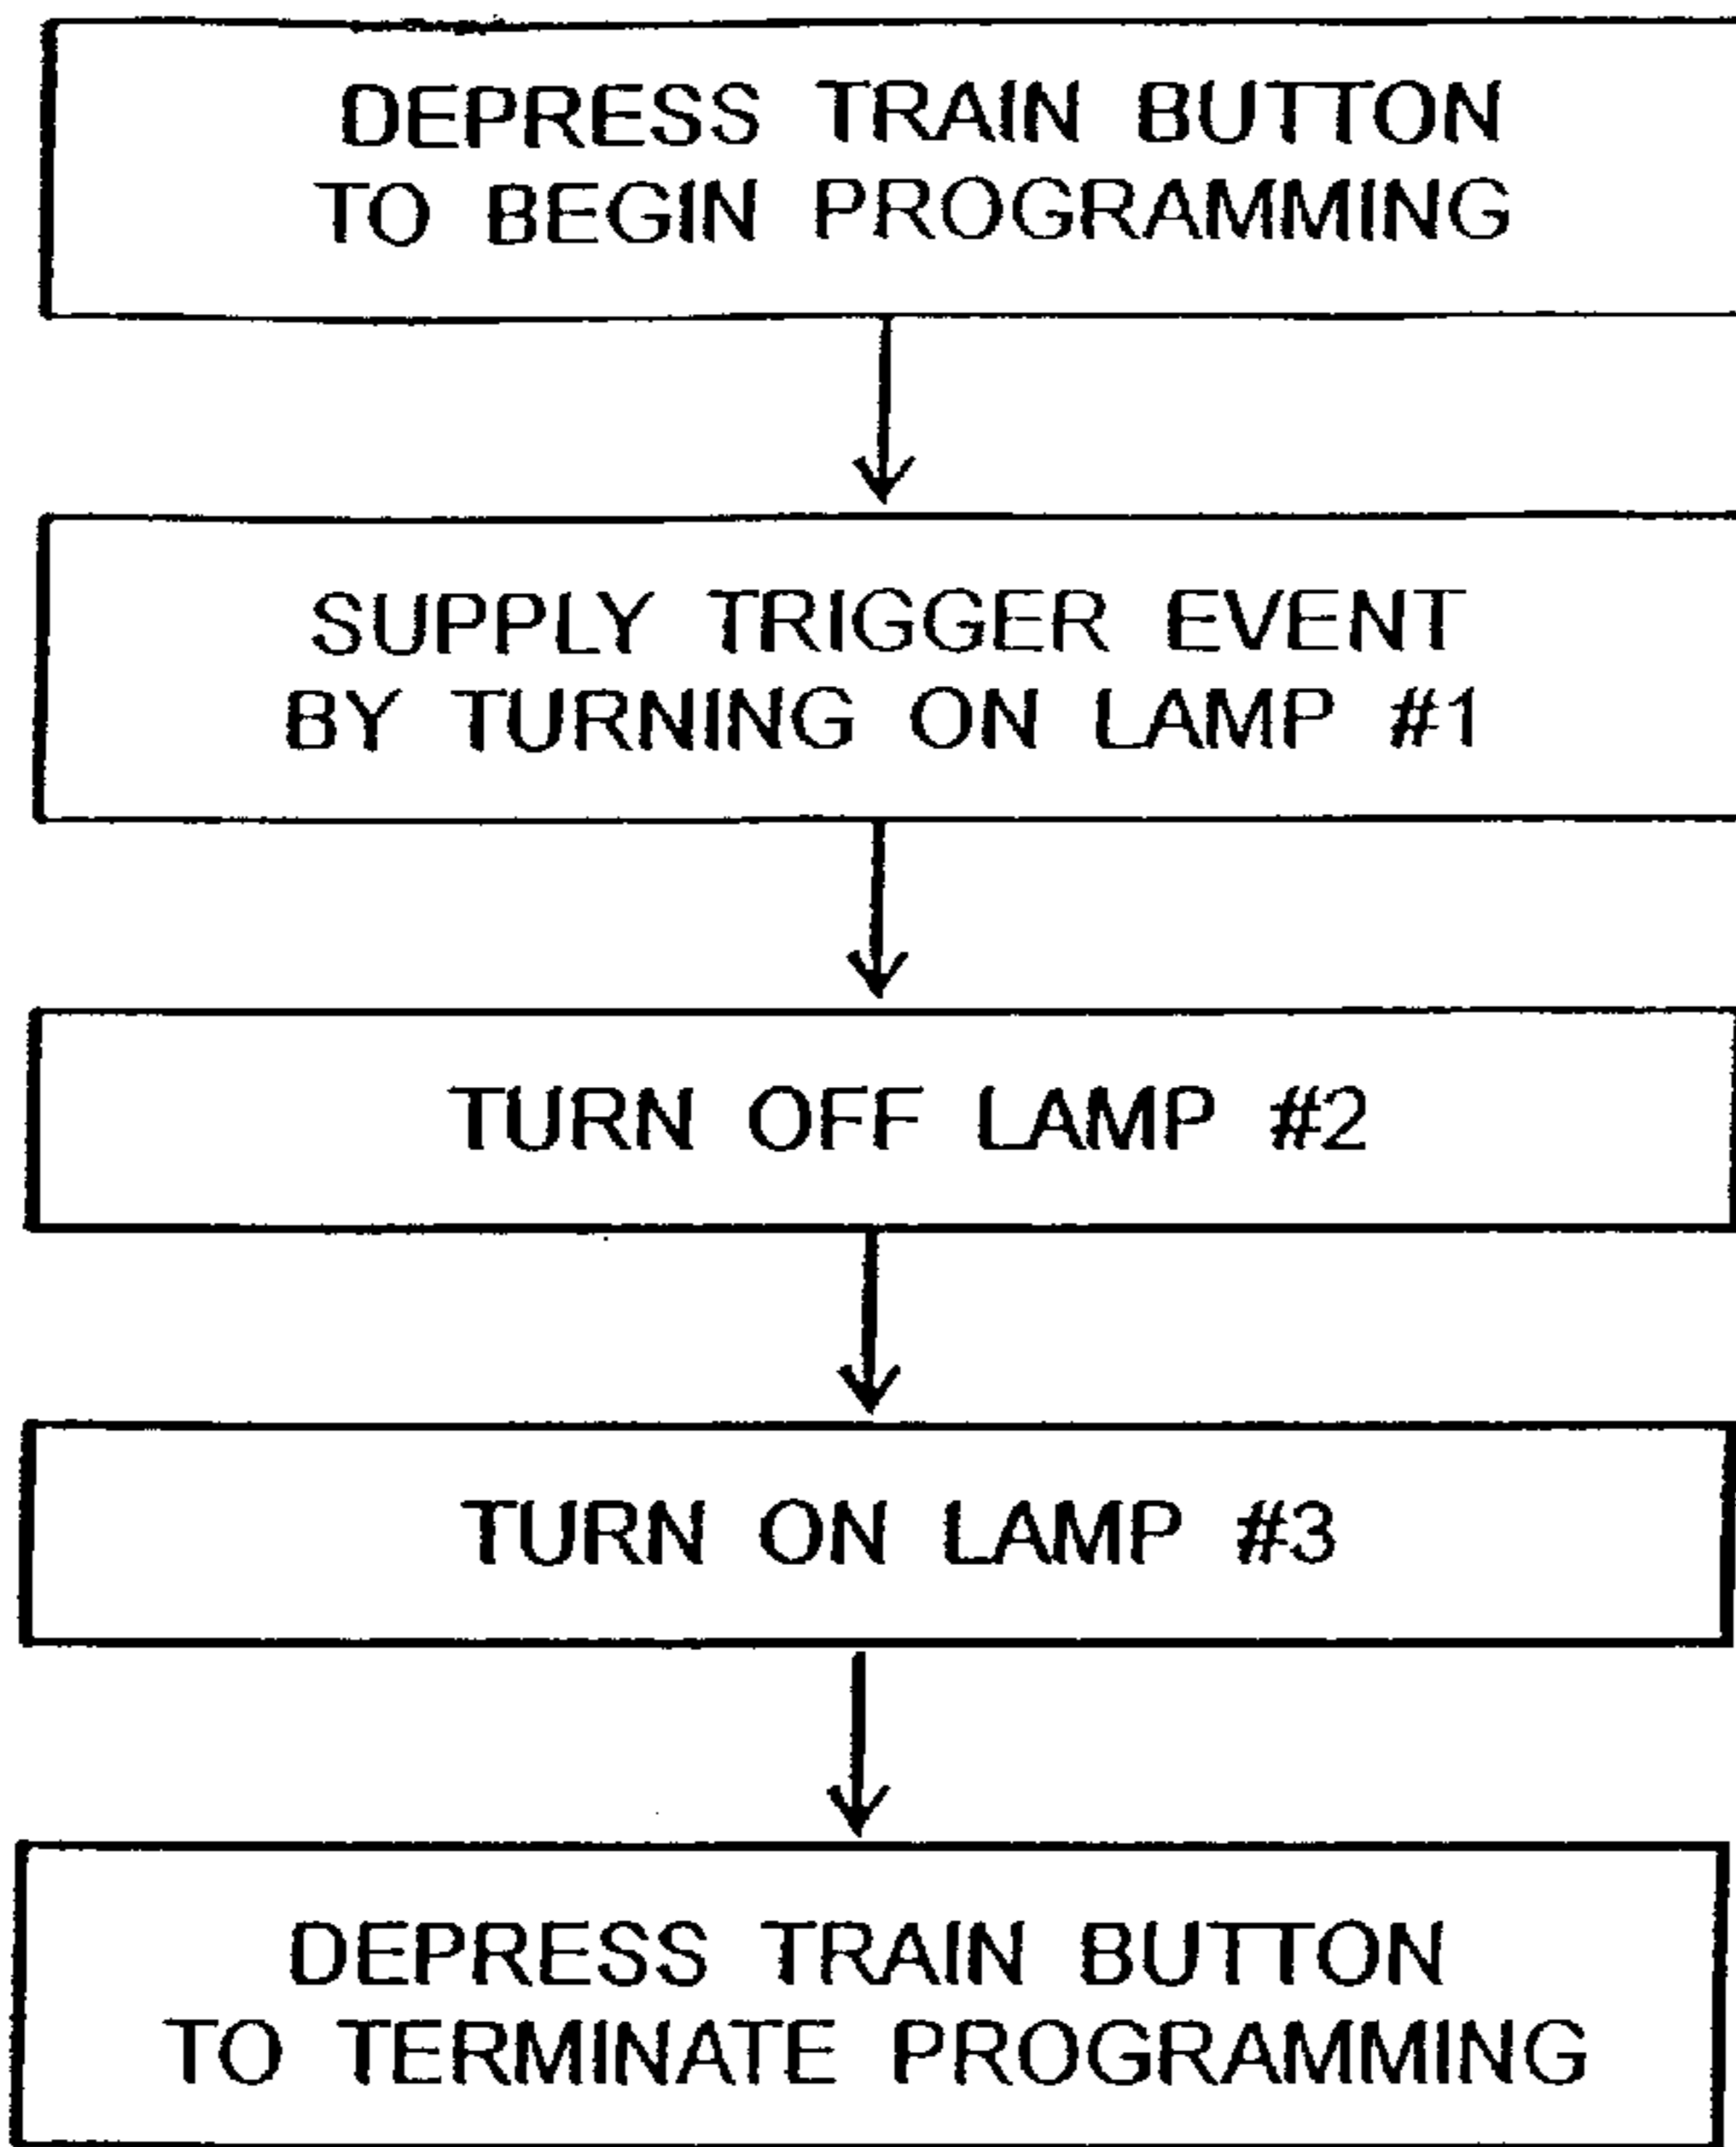 DEPRESS TRAIN BUTTON
TO BEGIN PROGRAMMING
SUPPLY TRIGGER EVENT
BY TURNING ON LAMP #1
TURN OFF LAMP #2
TURN ON LAMP #3
DEPRESS TRAIN BUTTON
TO TERMINATE PROGRAMMING